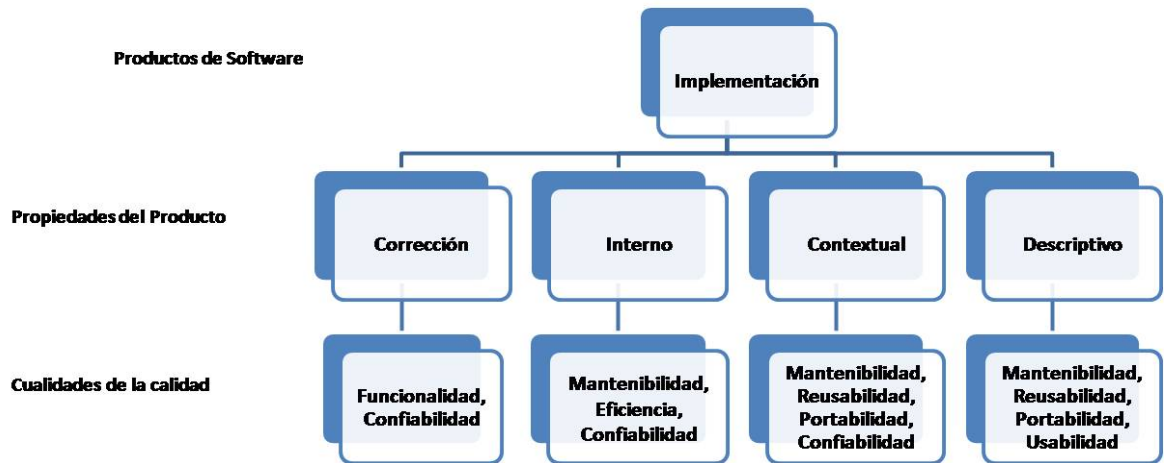 Productos de Software
Implementación
Propiedades del Producto
Corrección
Interno
Contextual
Descriptivo
Cualidades de la calidad
Funcionalidad,
Confiabilidad
Mantenibilidad,
Eficiencia,
Confiabilidad
Mantenibilidad,
Reusabilidad,
Portabilidad,
Confiabilidad
Mantenibilidad,
Reusabilidad,
Portabilidad,
Usabilidad